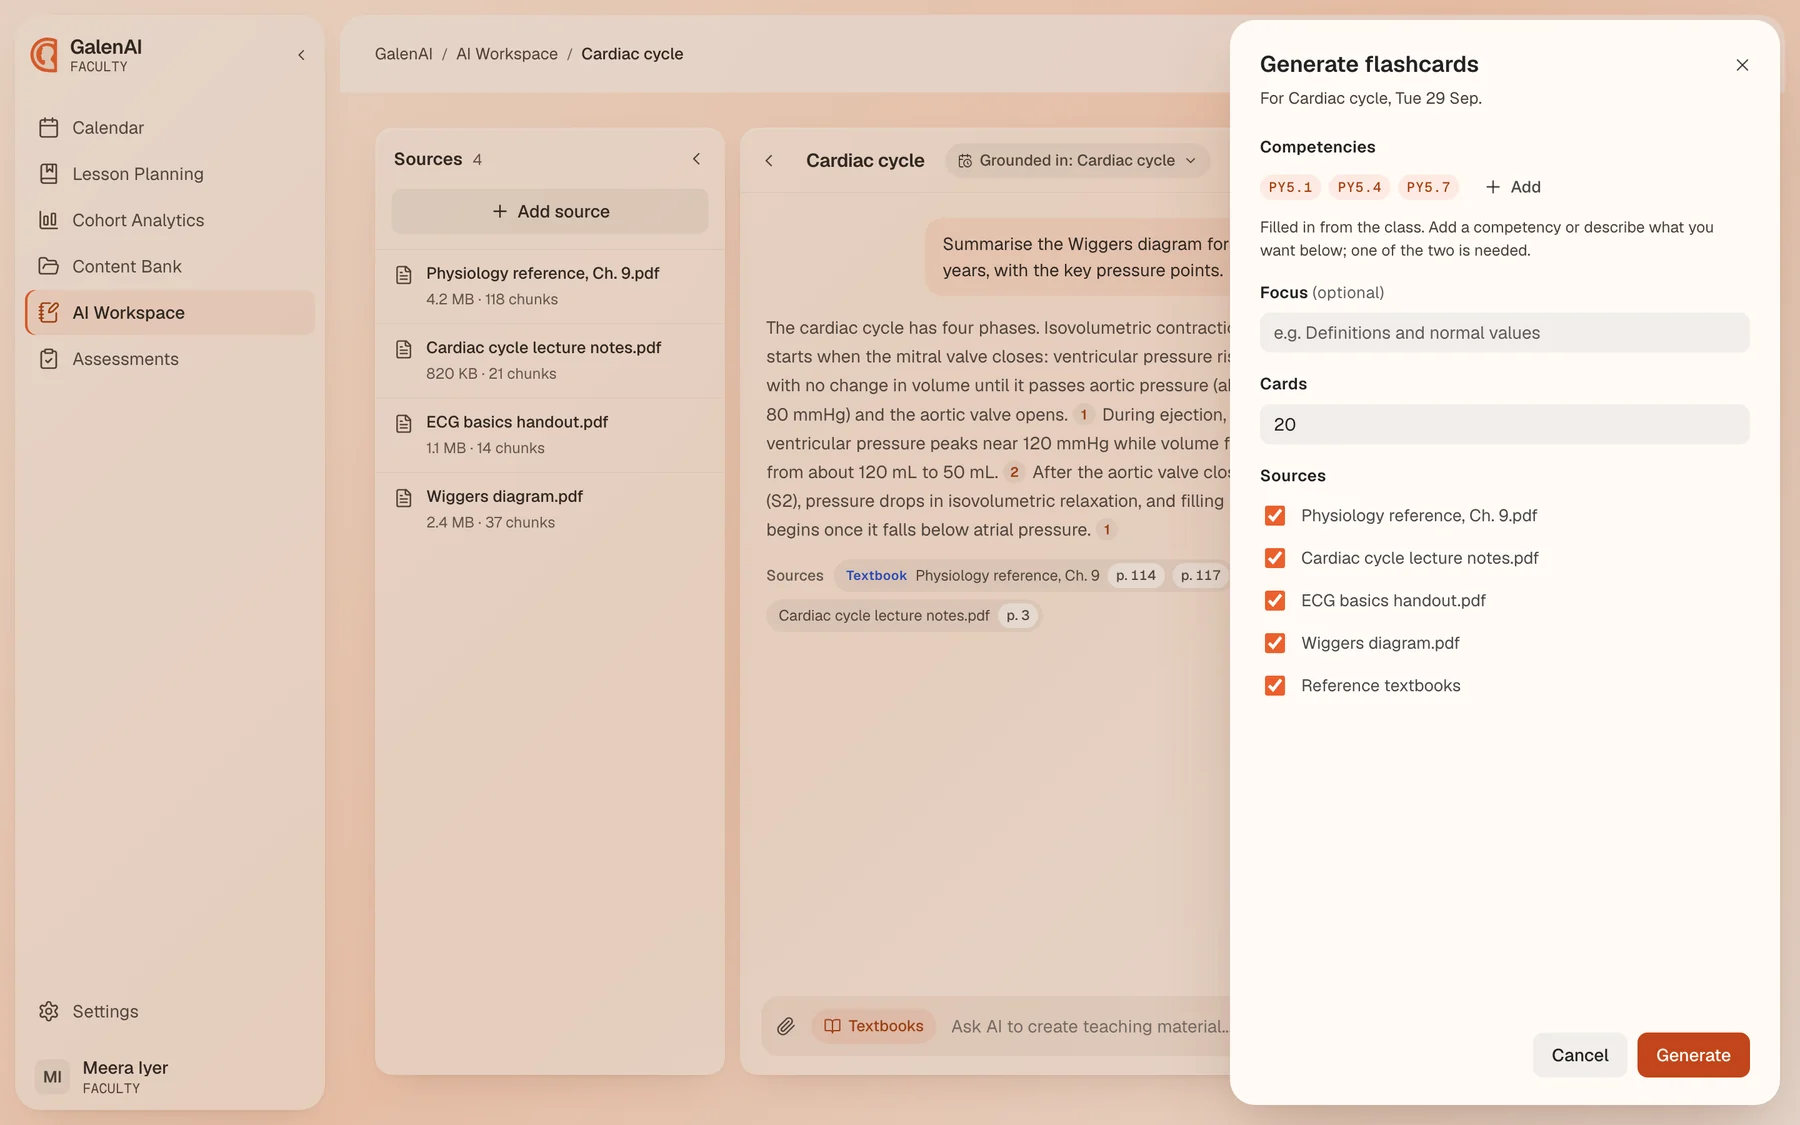 GalenAI
FACULTY
Calendar
Lesson Planning
Cohort Analytics
Content Bank
AI Workspace
Assessments
Settings
MI
Meera Iyer
FACULTY
GalenAI / AI Workspace / Cardiac cycle
Sources 4
Add source
Physiology reference, Ch. 9.pdf
4.2 MB · 118 chunks
Cardiac cycle lecture notes.pdf
820 KB · 21 chunks
ECG basics handout.pdf
1.1 MB · 14 chunks
Wiggers diagram.pdf
2.4 MB · 37 chunks
Cardiac cycle
Grounded in: Cardiac cycle
Summarise the Wiggers diagram for
years, with the key pressure points.
The cardiac cycle has four phases. Isovolumetric
starts when the mitral valve closes: ventricular pressure
with no change in volume until it passes aortic pressure
80 mmHg) and the aortic valve opens. 1 During ejection,
ventricular pressure peaks near 120 mmHg while volume
from about 120 mL to 50 mL. 2 After the aortic valve
(S2), pressure drops in isovolumetric relaxation, and filling
begins once it falls below atrial pressure. 1
Sources Textbook Physiology reference, Ch. 9 p. 114 p. 117
Cardiac cycle lecture notes.pdf p. 3
Textbooks
Ask AI to create teaching material...
Generate flashcards
For Cardiac cycle, Tue 29 Sep.
Competencies
PY5.1 PY5.4 PY5.7 Add
Filled in from the class. Add a competency or describe what you
want below; one of the two is needed.
Focus (optional)
e.g. Definitions and normal values
Cards
20
Sources
Physiology reference, Ch. 9.pdf
Cardiac cycle lecture notes.pdf
ECG basics handout.pdf
Wiggers diagram.pdf
Reference textbooks
Cancel
Generate